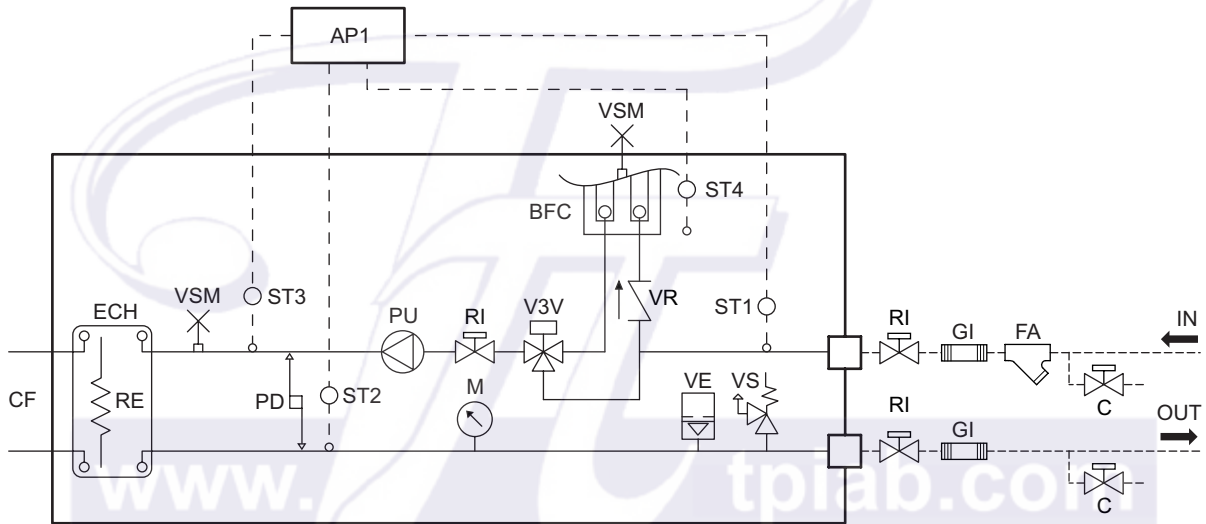 AP1
VSM
ST4
BFC
ST3
VSM
ECH
PU
RI
V3V
VR
ST1
RI
GI
FA
IN
CF
RE
PD
ST2
M
VE
VS
RI
GI
C
OUT
C
www. tpiab.com